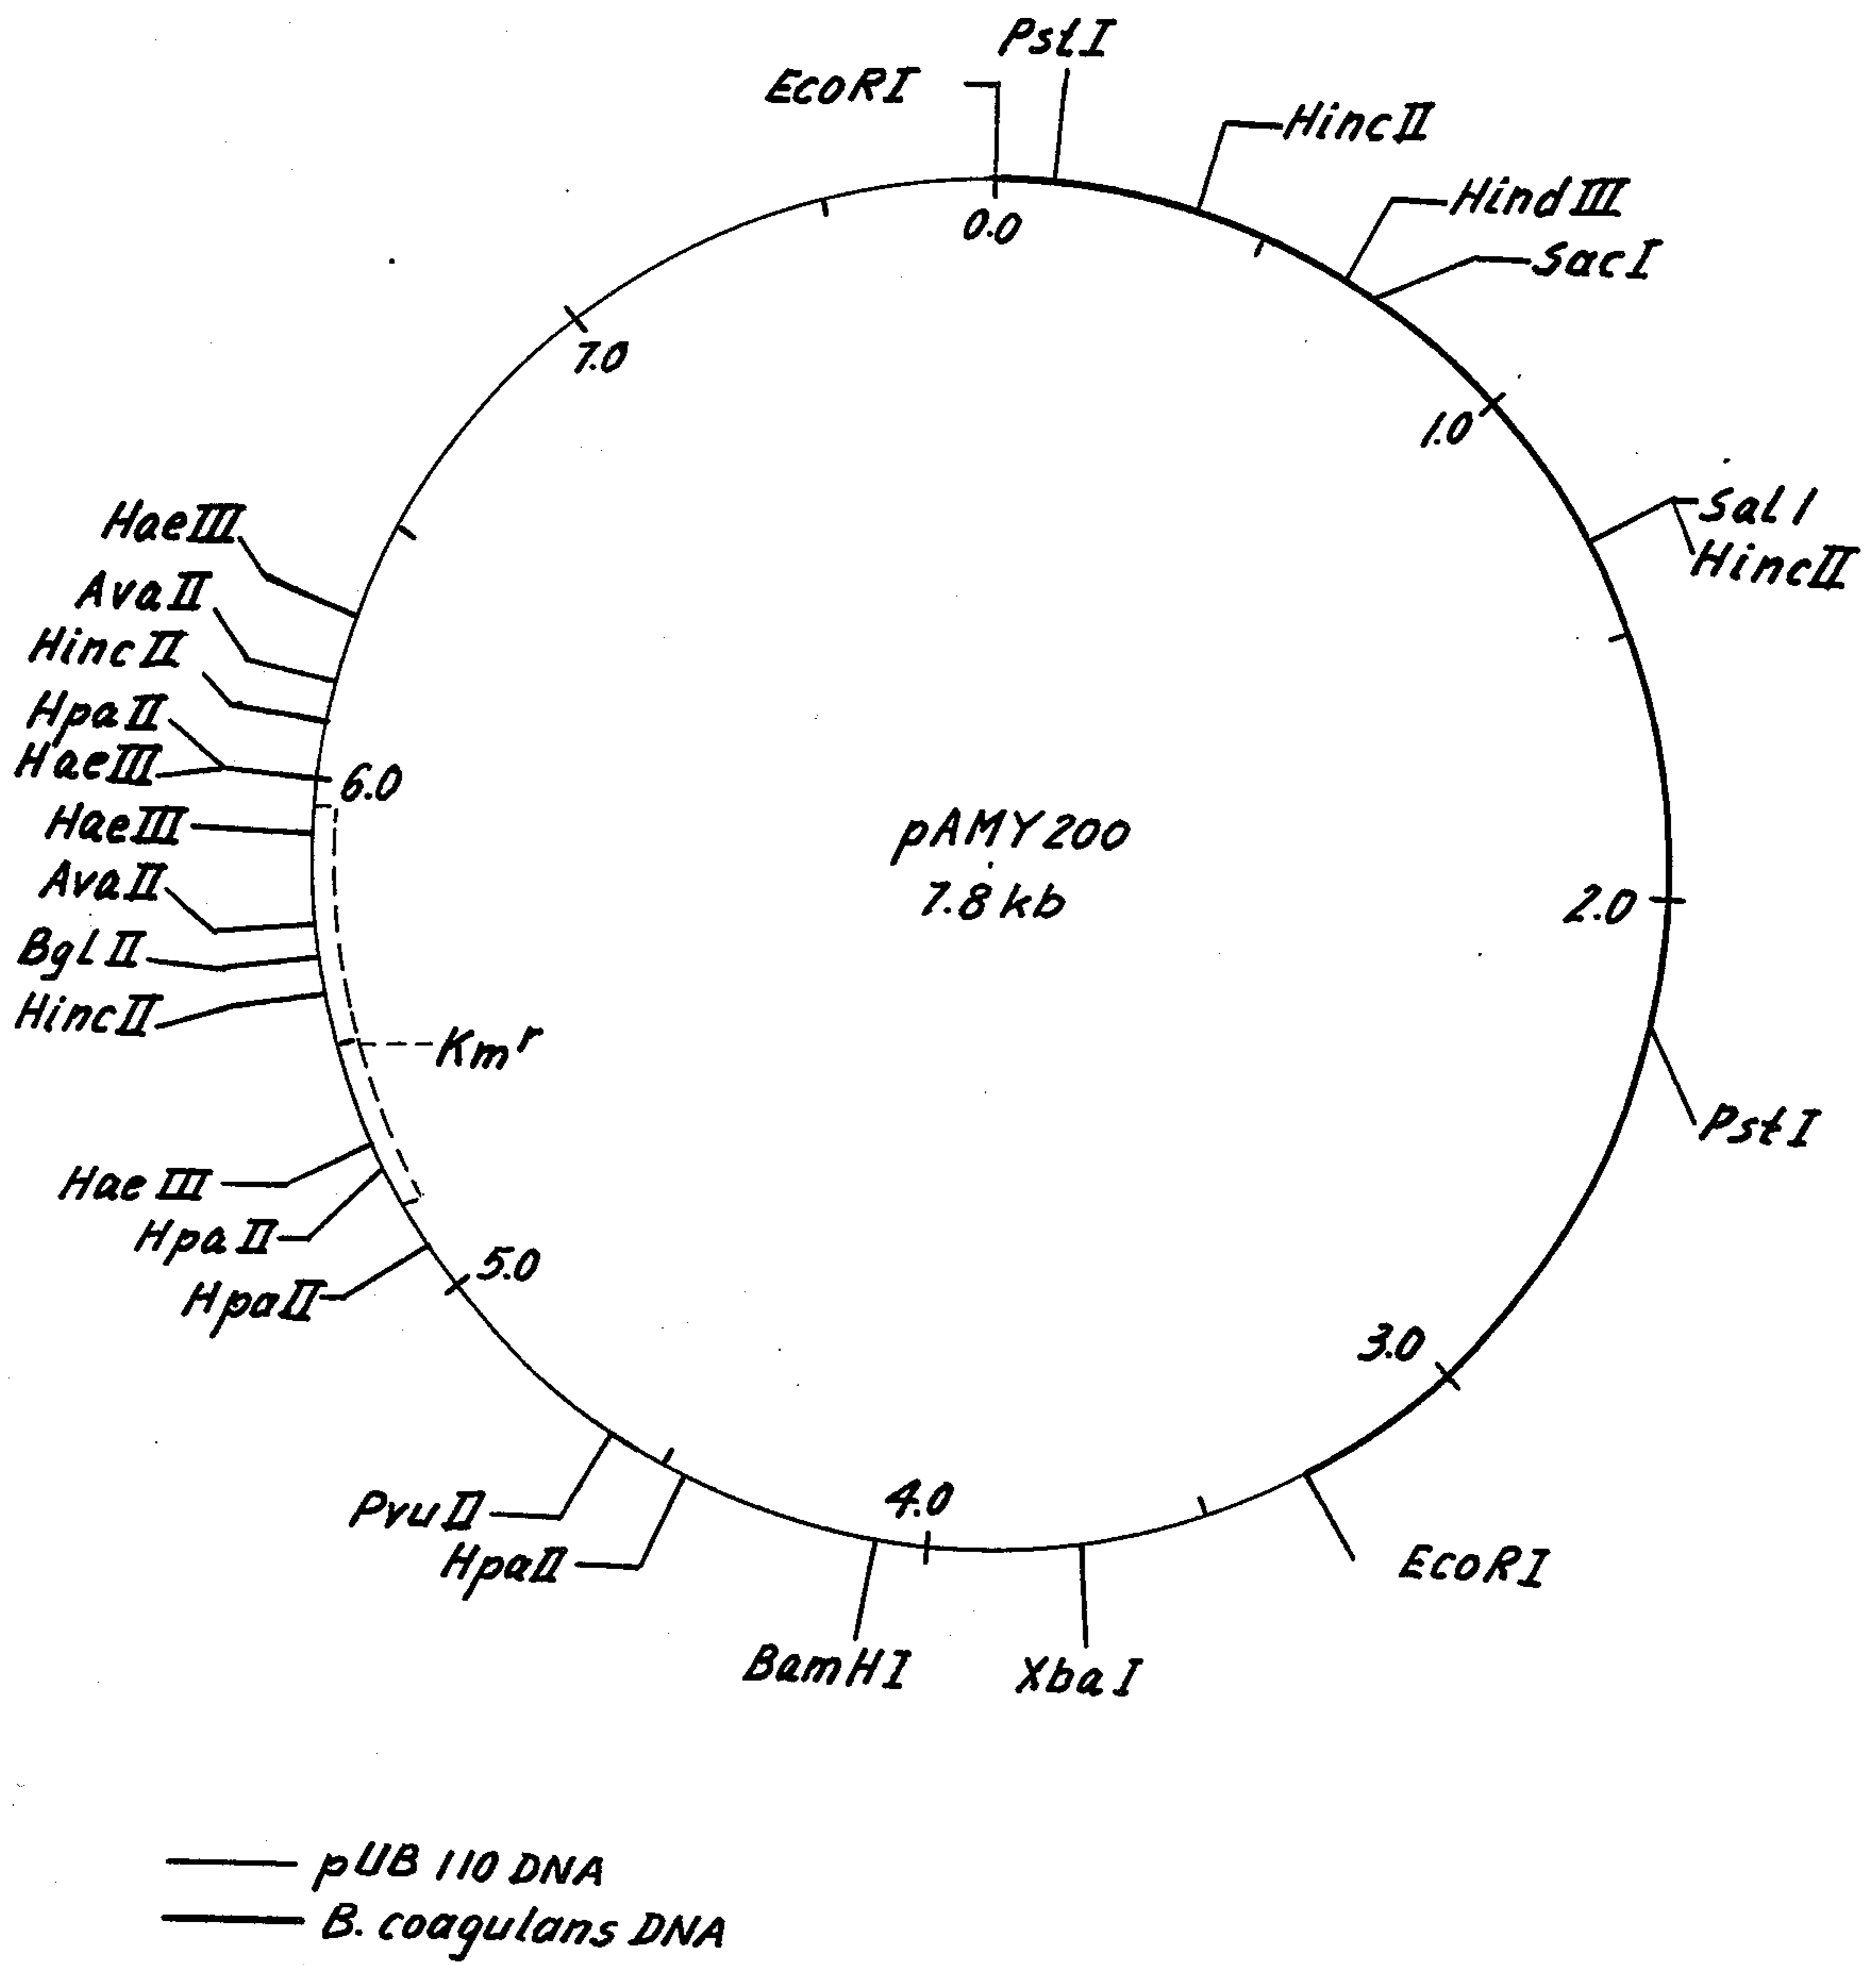 PstI
EcoRI
HincII
HindIII
SacI
0.0
7.0
1.0
SalI
HincII
HaeIII
AvaII
HincII
HpaII
HaeIII
6.0
HaeIII
AvaII
BglII
HincII
Kmr
pAMY200
7.8 kb
2.0
PstI
HaeIII
HpaII
HpaII
5.0
3.0
PvuII
HpaII
4.0
EcoRI
BamHI
XbaI
pUB 110 DNA
B. coagulans DNA